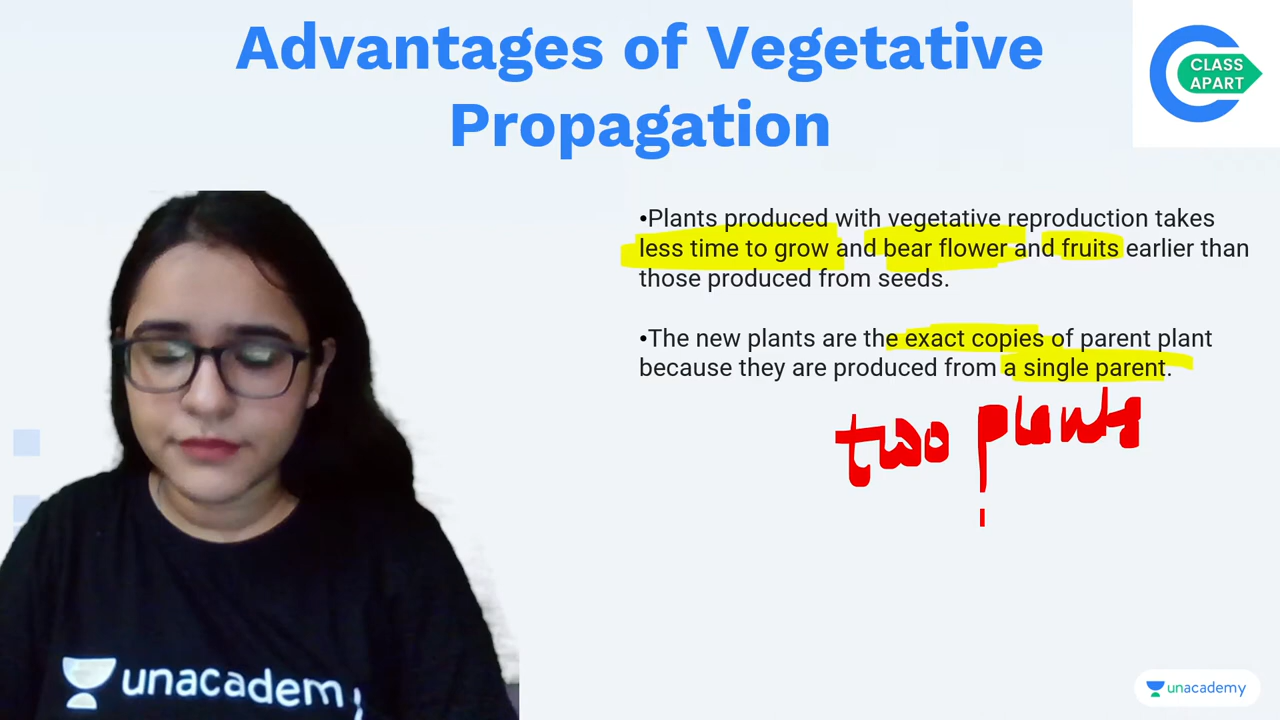 Advantages of Vegetative
Propagation
CLASS
APART
•Plants produced with vegetative reproduction takes
less time to grow and bear flower and fruits earlier than
those produced from seeds.
•The new plants are the exact copies of parent plant
because they are produced from a single parent.
two plants
unacademy
unacademy